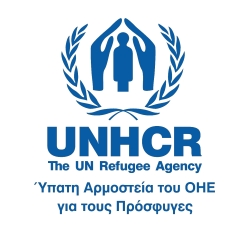 UNHCR
The UN Refugee Agency
Ύπατη Αρμοστεία του ΟΗΕ
για τους Πρόσφυγες